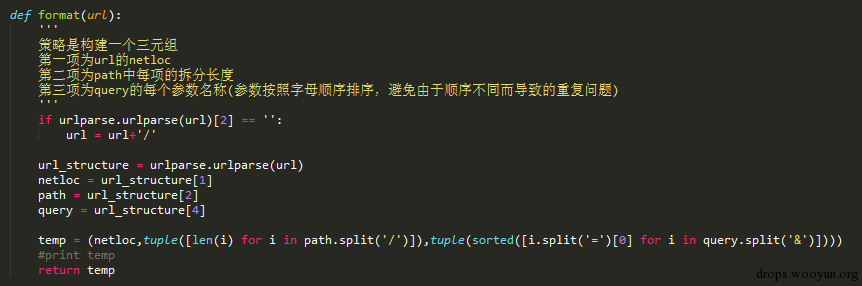 def format(url):
    '''
    策略是构建一个三元组
    第一项为url的netloc
    第二项为path中每项的拆分长度
    第三项为query的每个参数名称(参数按照字母顺序排序，避免由于顺序不同而导致的重复问题)
    '''
    if urlparse.urlparse(url)[2] == '':
        url = url+'/'

    url_structure = urlparse.urlparse(url)
    netloc = url_structure[1]
    path = url_structure[2]
    query = url_structure[4]

    temp = (netloc,tuple([len(i) for i in path.split('/')]),tuple(sorted([i.split('=')[0] for i in query.split('&')])))
    #print temp
    return temp
drops.wooyun.org